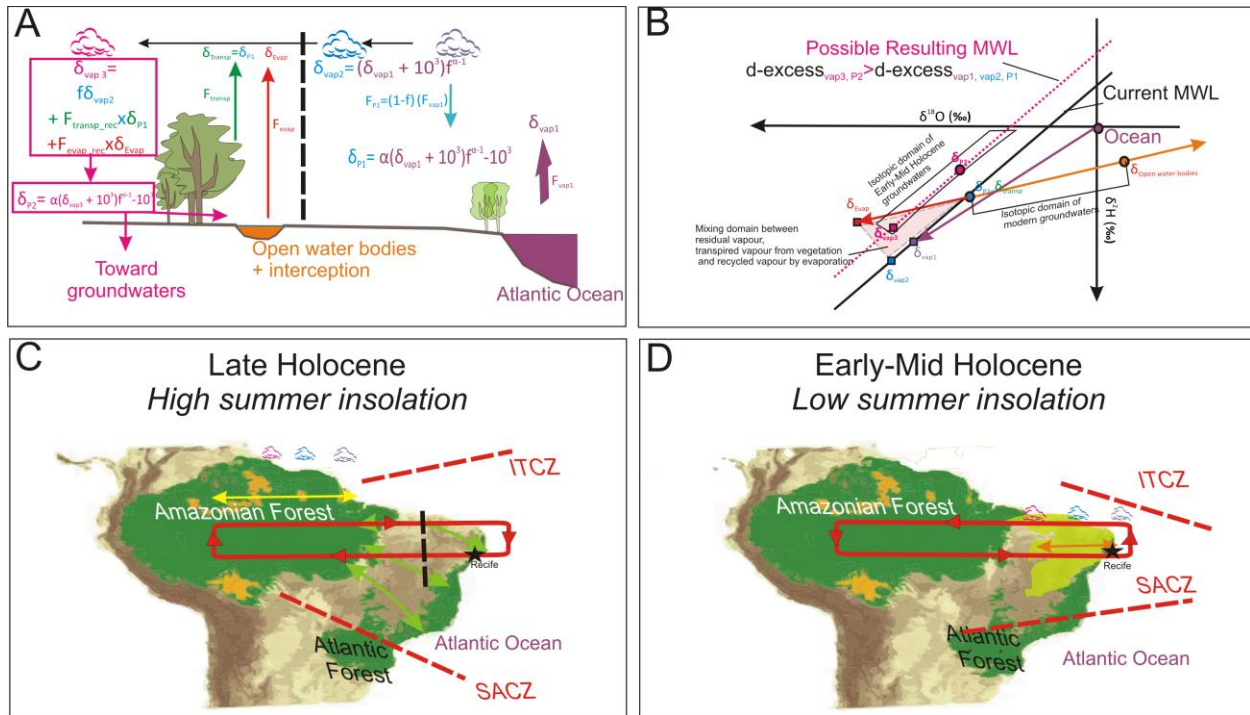 A
δvap 3=
fδvap2
+ Ftransp_rec xδP1
+Fevap_rec xδEvap
δP2= α(δvap3 + 10³)fα-1-10³
Toward
groundwaters
δTransp=δP1
Ftransp
δEvap
Fevap
Open water bodies
+ interception
δvap2= (δvap1 + 10³)fα-1
FP1=(1-f) (Fvap1)
δP1= α(δvap1 + 10³)fα-1-10³
δvap1
Fvap1
Atlantic Ocean
B
Possible Resulting MWL
d-excessvap3, P2>d-excessvap1, vap2, P1
Current MWL
δ¹⁸O (‰)
Ocean
δOpen water bodies
δ²H (‰)
Isotopic domain of
Early-Mid Holocene
groundwaters
δP2
δP1, δtransp
Isotopic domain of
modern groundwaters
δEvap
δvap3
δvap1
δvap2
Mixing domain between
residual vapour,
transpired vapour from vegetation
and recycled vapour by evaporation
C
Late Holocene
High summer insolation
ITCZ
Amazonian Forest
Recife
Atlantic Ocean
Atlantic
Forest
SACZ
D
Early-Mid Holocene
Low summer insolation
ITCZ
Amazonian Forest
Recife
SACZ
Atlantic
Forest
Atlantic Ocean